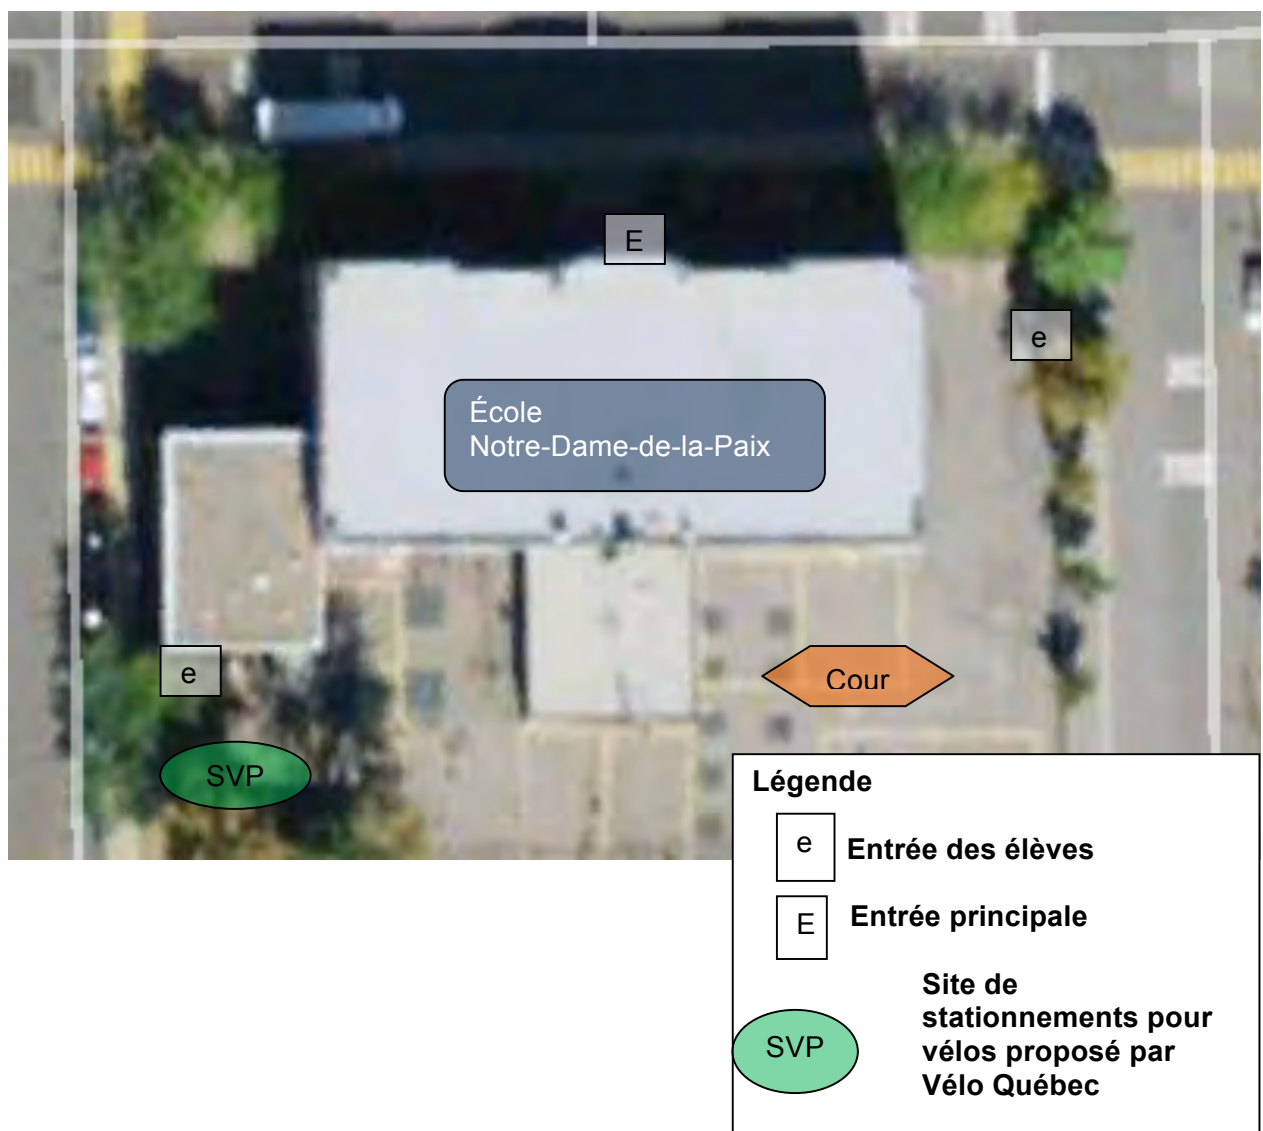 E
e
École
Notre-Dame-de-la-Paix
e
Cour
SVP
Légende
e Entrée des élèves
E Entrée principale
SVP
Site de
stationnements pour
vélos proposé par
Vélo Québec